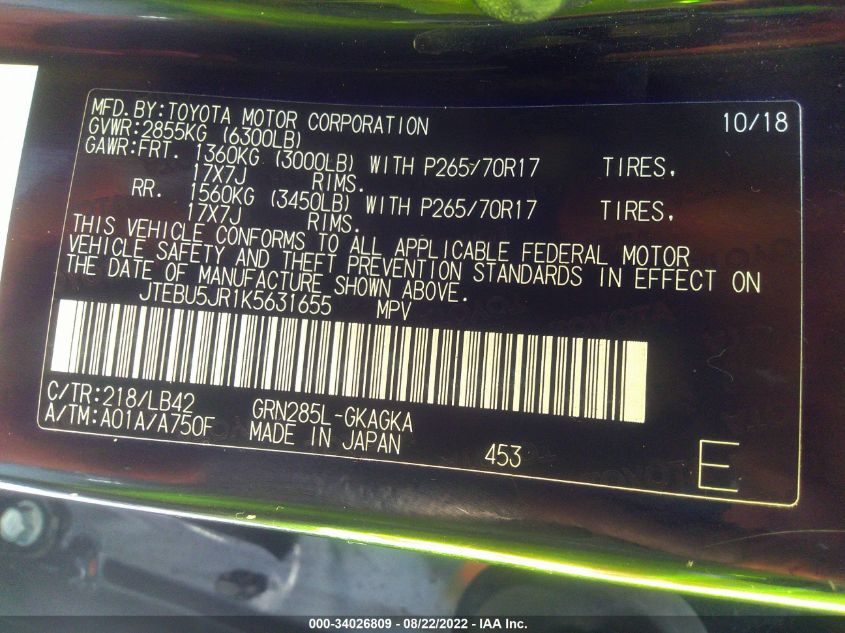 MFD. BY: TOYOTA MOTOR CORPORATION 10/18
GVWR: 2855KG (6300LB)
GAWR: FRT. 1360KG (3000LB) WITH P265/70R17 TIRES,
17X7J RIMS.
RR. 1560KG (3450LB) WITH P265/70R17 TIRES,
17X7J RIMS.
THIS VEHICLE CONFORMS TO ALL APPLICABLE FEDERAL MOTOR
VEHICLE SAFETY AND THEFT PREVENTION STANDARDS IN EFFECT ON
THE DATE OF MANUFACTURE SHOWN ABOVE.
JTEBU5JR1K5631655 MPV
C/TR: 218/LB42 GRN285L-GKAGKA
A/TM: A01A/A750F MADE IN JAPAN 453 E
000-34026809 - 08/22/2022 - IAA Inc.